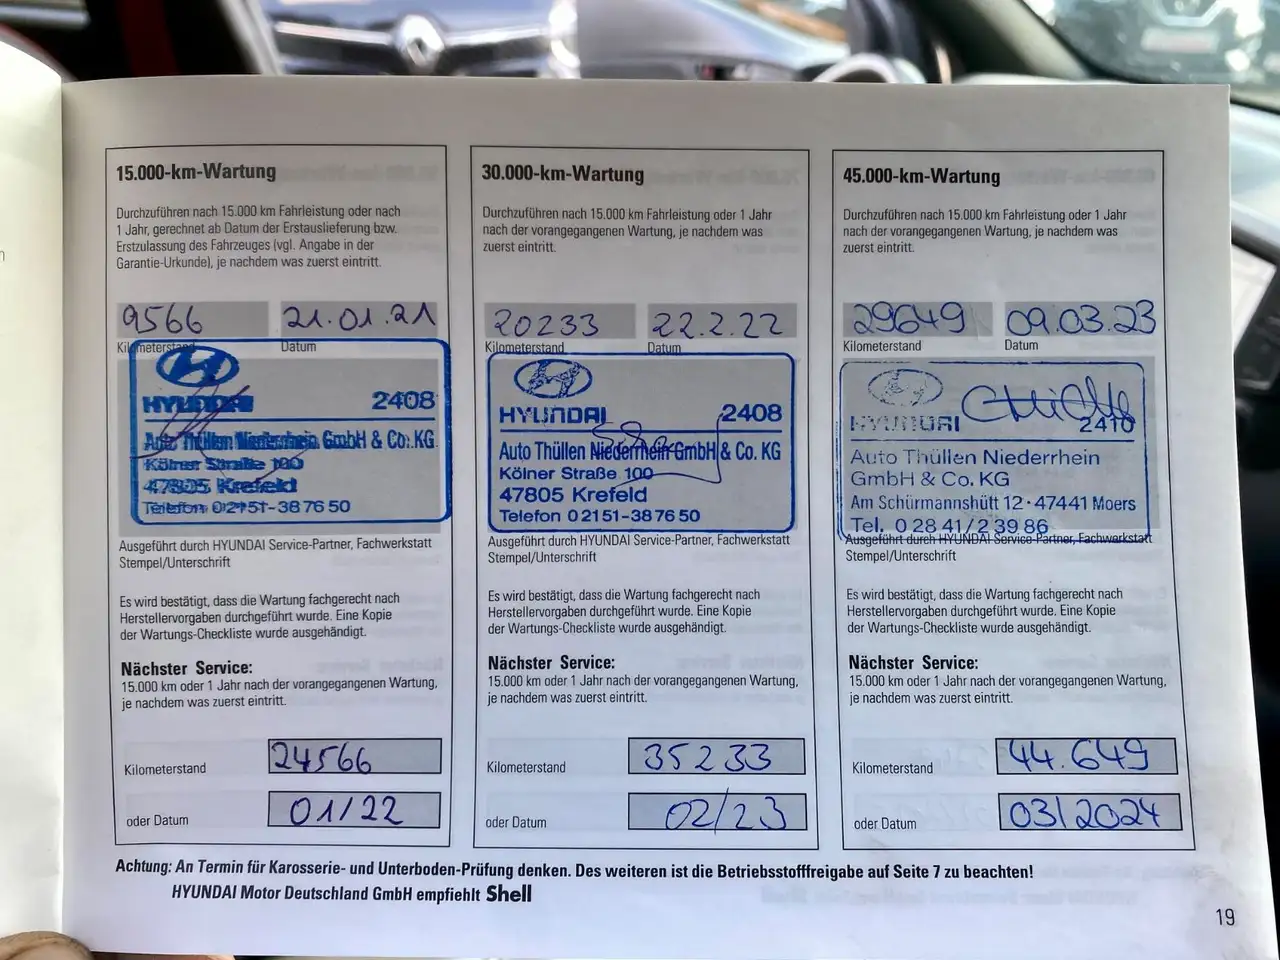 15.000-km-Wartung
Durchzuführen nach 15.000 km Fahrleistung oder nach
1 Jahr, gerechnet ab Datum der Erstauslieferung bzw.
Erstzulassung des Fahrzeuges (vgl. Angabe in der
Garantie-Urkunde), je nachdem was zuerst eintritt.
9566 21.01.21
Kilometerstand Datum
HYUNDAI 2408
Auto Thüllen Niederrhein GmbH & Co. KG
Kölner Straße 100
47805 Krefeld
Telefon 02151-387650
Ausgeführt durch HYUNDAI Service-Partner, Fachwerkstatt
Stempel/Unterschrift
Es wird bestätigt, dass die Wartung fachgerecht nach
Herstellervorgaben durchgeführt wurde. Eine Kopie
der Wartungs-Checkliste wurde ausgehändigt.
Nächster Service:
15.000 km oder 1 Jahr nach der vorangegangenen Wartung,
je nachdem was zuerst eintritt.
Kilometerstand 24566
oder Datum 01/22
30.000-km-Wartung
Durchzuführen nach 15.000 km Fahrleistung oder 1 Jahr
nach der vorangegangenen Wartung, je nachdem was
zuerst eintritt.
20233 22.2.22
Kilometerstand Datum
HYUNDAI 2408
Auto Thüllen Niederrhein GmbH & Co. KG
Kölner Straße 100
47805 Krefeld
Telefon 02151-387650
Ausgeführt durch HYUNDAI Service-Partner, Fachwerkstatt
Stempel/Unterschrift
Es wird bestätigt, dass die Wartung fachgerecht nach
Herstellervorgaben durchgeführt wurde. Eine Kopie
der Wartungs-Checkliste wurde ausgehändigt.
Nächster Service:
15.000 km oder 1 Jahr nach der vorangegangenen Wartung,
je nachdem was zuerst eintritt.
Kilometerstand 35233
oder Datum 02/23
45.000-km-Wartung
Durchzuführen nach 15.000 km Fahrleistung oder 1 Jahr
nach der vorangegangenen Wartung, je nachdem was
zuerst eintritt.
29649 09.03.23
Kilometerstand Datum
HYUNDAI 2410
Auto Thüllen Niederrhein
GmbH & Co. KG
Am Schürmannshütt 12·47441 Moers
Tel. 0 28 41/2 39 86
Ausgeführt durch HYUNDAI Service-Partner, Fachwerkstatt
Stempel/Unterschrift
Es wird bestätigt, dass die Wartung fachgerecht nach
Herstellervorgaben durchgeführt wurde. Eine Kopie
der Wartungs-Checkliste wurde ausgehändigt.
Nächster Service:
15.000 km oder 1 Jahr nach der vorangegangenen Wartung,
je nachdem was zuerst eintritt.
Kilometerstand 44.649
oder Datum 03/2024
Achtung: An Termin für Karosserie- und Unterboden-Prüfung denken. Des weiteren ist die Betriebsstofffreigabe auf Seite 7 zu beachten!
HYUNDAI Motor Deutschland GmbH empfiehlt Shell
19